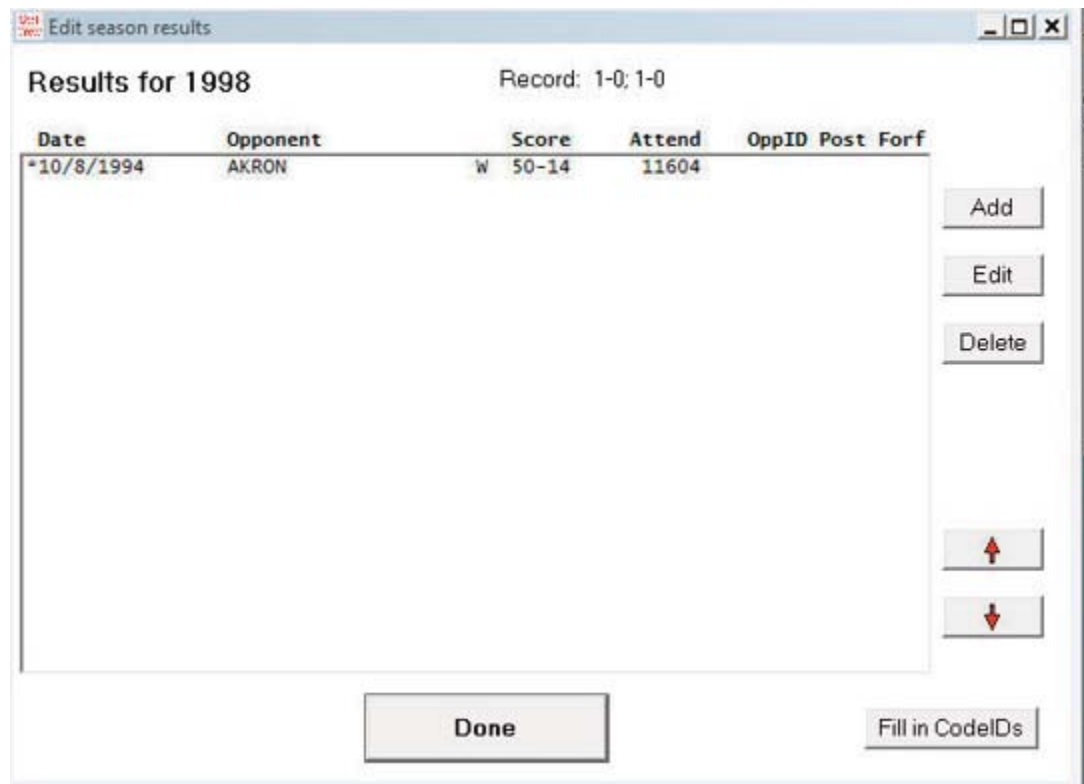 Edit season results
Results for 1998 Record: 1-0; 1-0
Date Opponent Score Attend OppID Post Forf
*10/8/1994 AKRON W 50-14 11604
Add
Edit
Delete
Done
Fill in CodeIDs